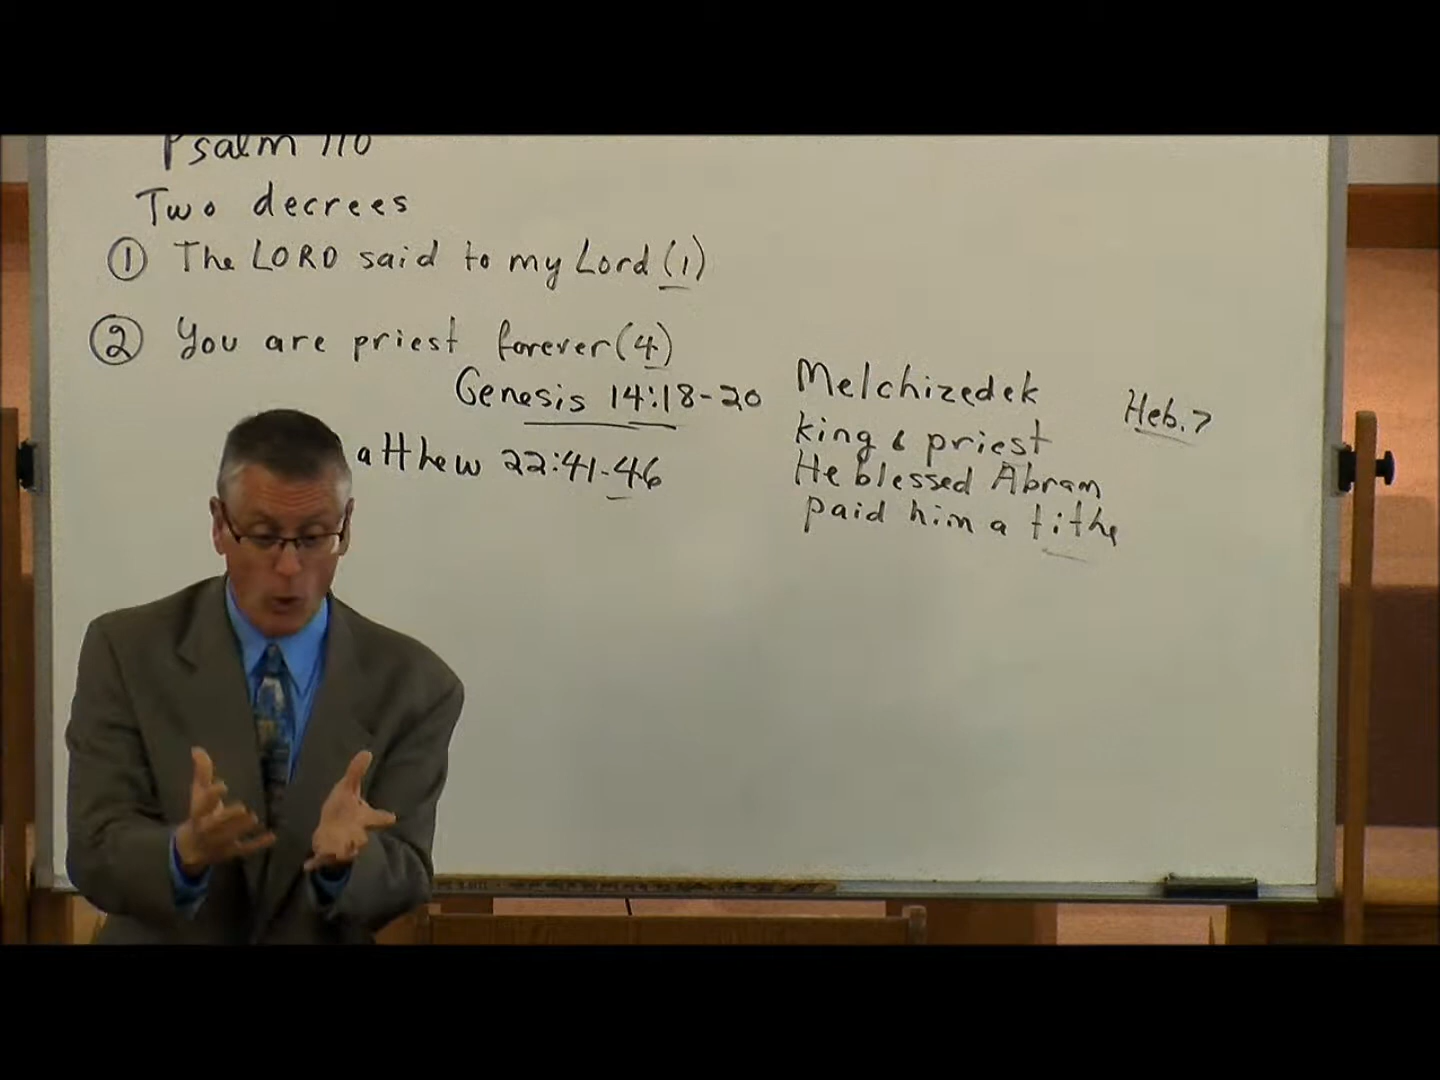 Psalm 110
Two decrees
① The LORD said to my Lord (1)
② You are priest forever (4)
Genesis 14:18-20
atthew 22:41-46
Melchizedek
king & priest
He blessed Abram
paid him a tithe
Heb. 7